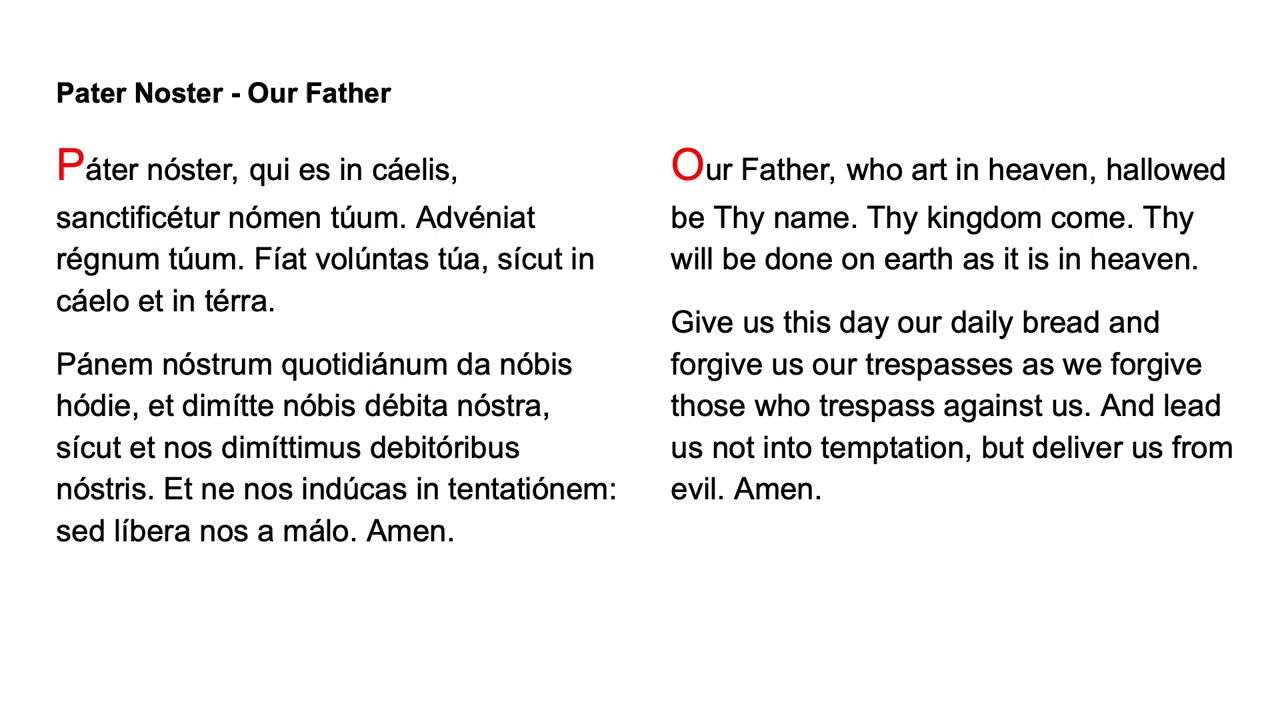 Pater Noster - Our Father
Páter nóster, qui es in cáelis,
sanctificétur nómen túum. Advéniat
régnum túum. Fíat volúntas túa, sícut in
cáelo et in térra.
Pánem nóstrum quotidiánum da nóbis
hódie, et dimítte nóbis débita nóstra,
sícut et nos dimíttimus debitóribus
nóstris. Et ne nos indúcas in tentatiónem:
sed líbera nos a málo. Amen.
Our Father, who art in heaven, hallowed
be Thy name. Thy kingdom come. Thy
will be done on earth as it is in heaven.
Give us this day our daily bread and
forgive us our trespasses as we forgive
those who trespass against us. And lead
us not into temptation, but deliver us from
evil. Amen.